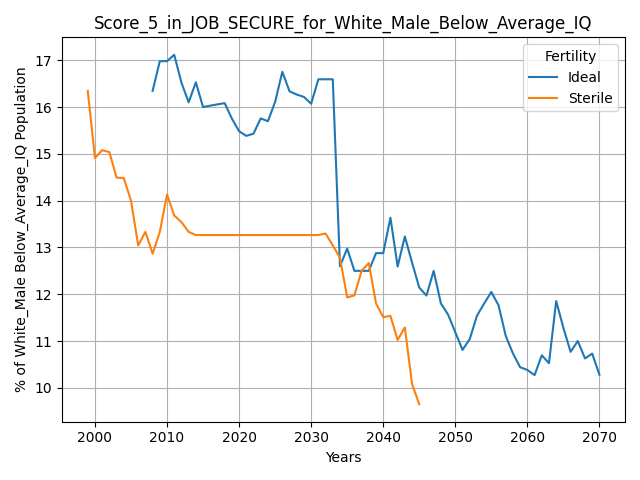 Score_5_in_JOB_SECURE_for_White_Male_Below_Average_IQ
% of White_Male Below_Average_IQ Population
17
16
15
14
13
12
11
10
Fertility
Ideal
Sterile
2000 2010 2020 2030 2040 2050 2060 2070
Years